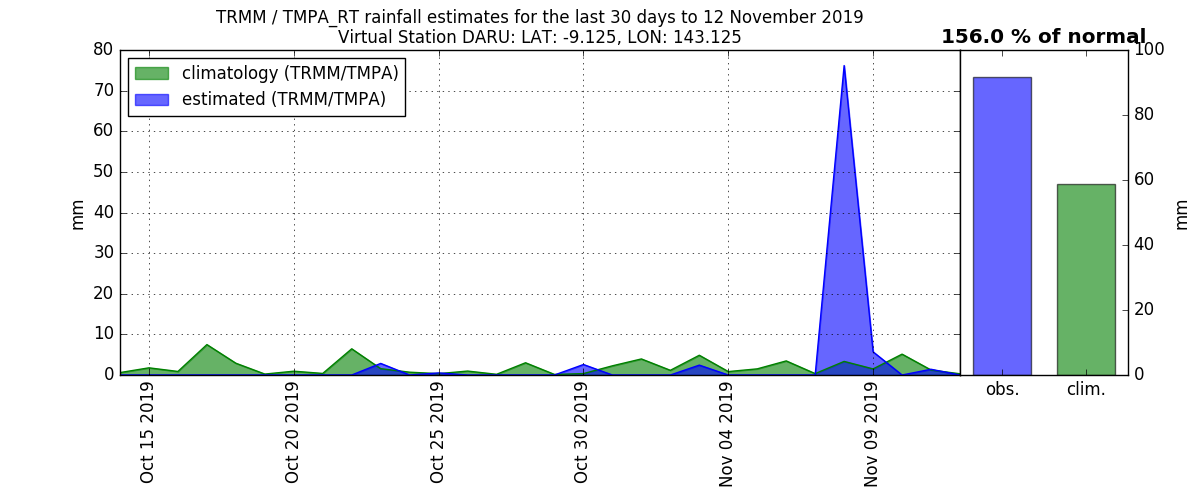 TRMM / TMPA_RT rainfall estimates for the last 30 days to 12 November 2019
Virtual Station DARU: LAT: -9.125, LON: 143.125
156.0 % of normal
climatology (TRMM/TMPA)
estimated (TRMM/TMPA)
80
70
60
50
40
30
20
10
0
mm
100
80
60
40
20
0
mm
Oct 15 2019
Oct 20 2019
Oct 25 2019
Oct 30 2019
Nov 04 2019
Nov 09 2019
obs.
clim.